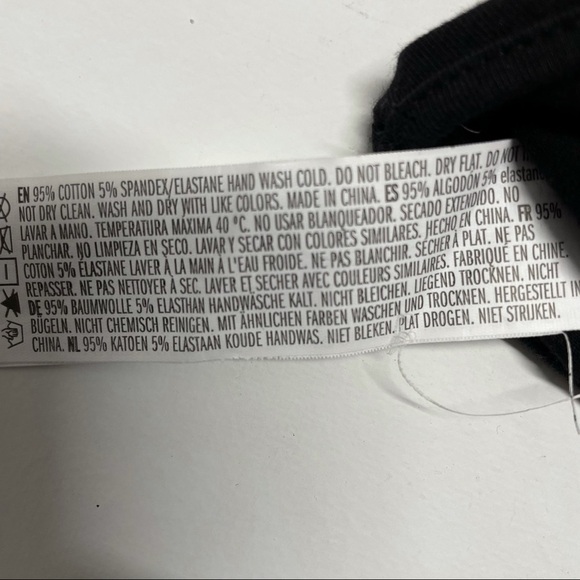 EN 95% COTTON 5% SPANDEX/ELASTANE HAND WASH COLD. DO NOT BLEACH. DRY FLAT. DO NOT
NOT DRY CLEAN. WASH AND DRY WITH LIKE COLORS. MADE IN CHINA. ES 95% ALGODÓN 5% elastane
LAVAR A MANO. TEMPERATURA MÁXIMA 40 °C. NO USAR BLANQUEADOR. SECADO EXTENDIDO. NO
PLANCHAR. NO LIMPIEZA EN SECO. LAVAR Y SECAR CON COLORES SIMILARES. HECHO EN CHINA. FR 95%
COTON 5% ÉLASTANE LAVER À LA MAIN À L'EAU FROIDE. NE PAS BLANCHIR. SÉCHER À PLAT. NE PAS
REPASSER. NE PAS NETTOYER À SEC. LAVER ET SÉCHER AVEC COULEURS SIMILAIRES. FABRIQUÉ EN CHINE.
DE 95% BAUMWOLLE 5% ELASTHAN HANDWÄSCHE KALT. NICHT BLEICHEN. LIEGEND TROCKNEN. NICHT
BÜGELN. NICHT CHEMISCH REINIGEN. MIT ÄHNLICHEN FARBEN WASCHEN UND TROCKNEN. HERGESTELLT IN
CHINA. NL 95% KATOEN 5% ELASTAAN KOUDE HANDWAS. NIET BLEKEN. PLAT DROGEN. NIET STRIJKEN.